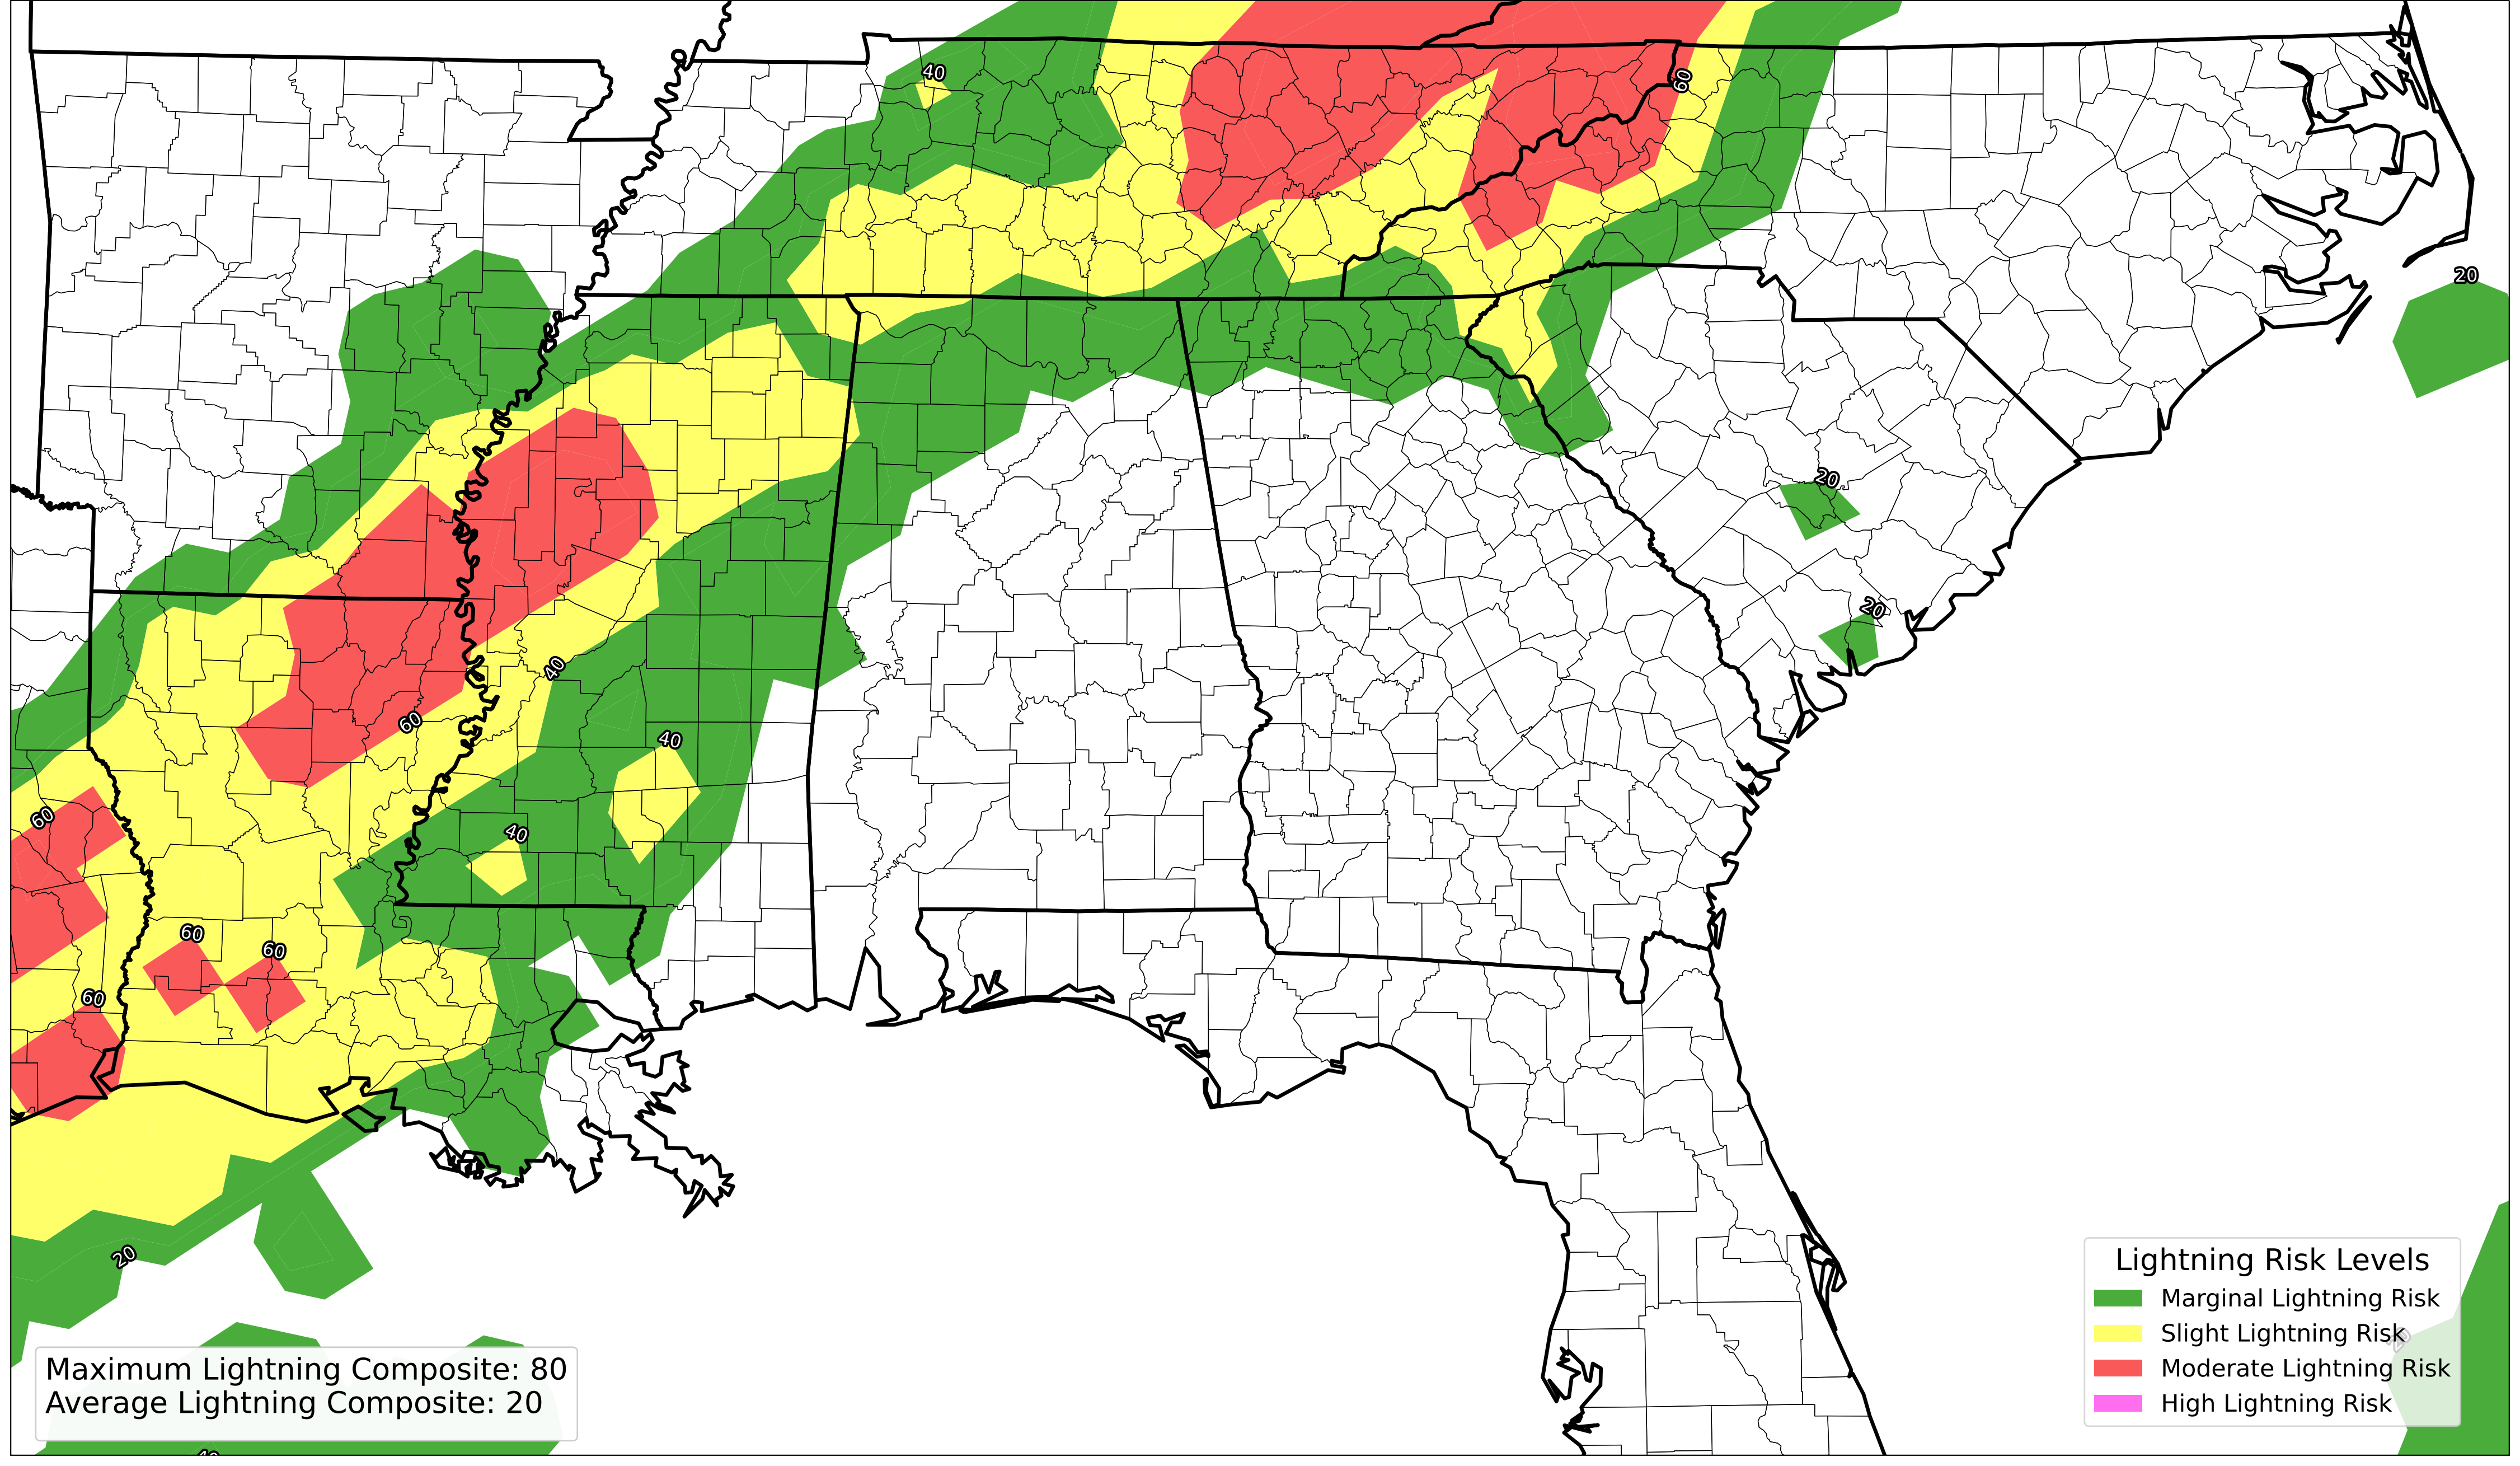 40
60
20
20
20
40
60
40
60
40
60
60
60
20
Lightning Risk Levels
Marginal Lightning Risk
Slight Lightning Risk
Moderate Lightning Risk
High Lightning Risk
Maximum Lightning Composite: 80
Average Lightning Composite: 20